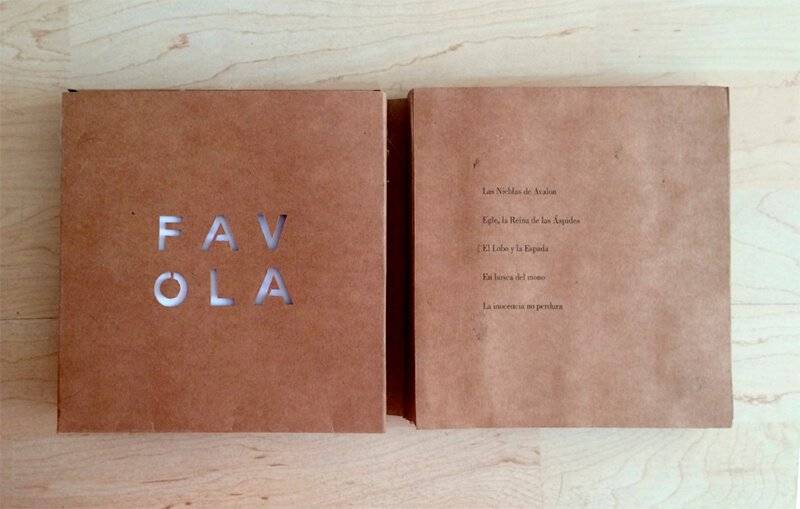 FAV
OLA
Las Nieblas de Avalon
Egle, la Reina de las Áspides
El Lobo y la Espada
En busca del mono
La inocencia no perdura